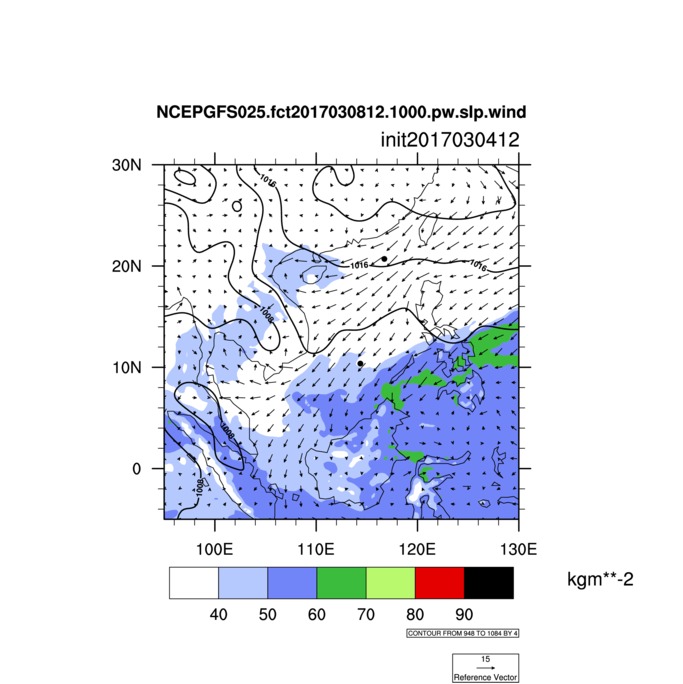 NCEPGFS025.fct2017030812.1000.pw.slp.wind
init2017030412
30N
1016
20N
1016
1016
1008
10N
1008
0
1008
100E 110E 120E 130E
kgm**-2
40 50 60 70 80 90
CONTOUR FROM 948 TO 1084 BY 4
15
Reference Vector